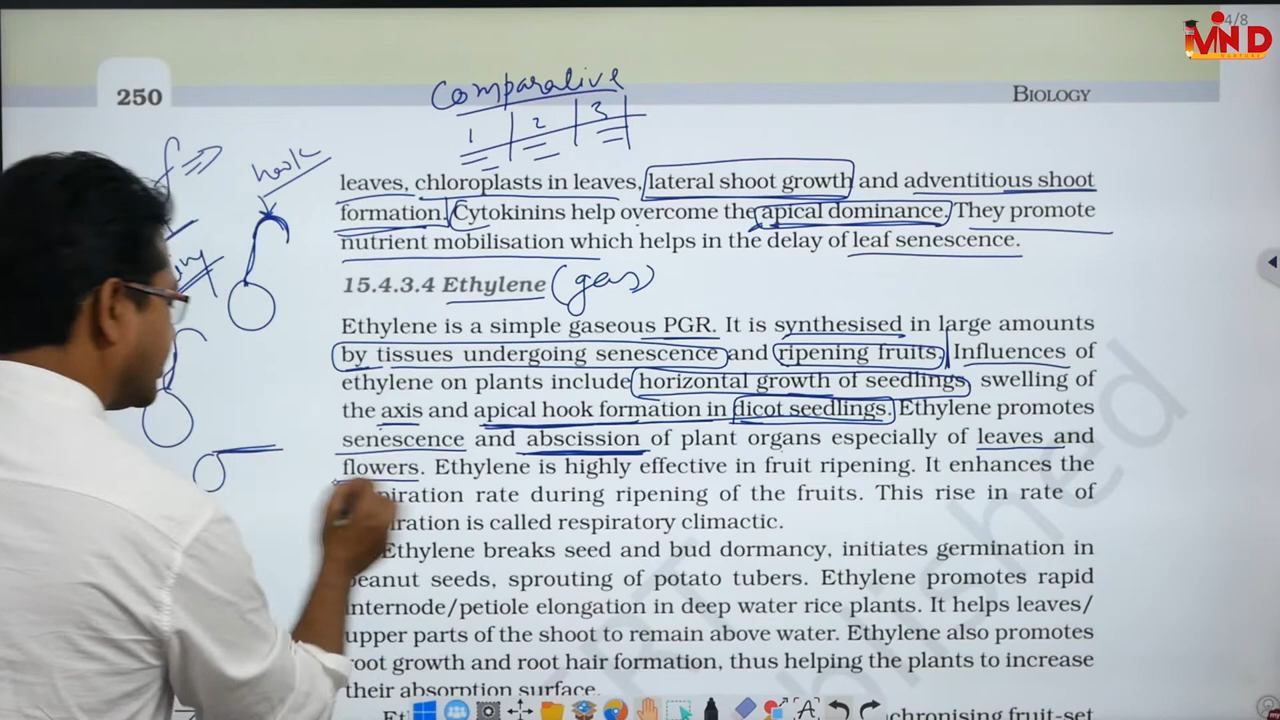 4/8
MIND
250
Comparative
BIOLOGY
1 2 3
hook
leaves, chloroplasts in leaves, lateral shoot growth and adventitious shoot
formation. Cytokinins help overcome the apical dominance. They promote
nutrient mobilisation which helps in the delay of leaf senescence.
15.4.3.4 Ethylene (gas)
Ethylene is a simple gaseous PGR. It is synthesised in large amounts
by tissues undergoing senescence and ripening fruits. Influences of
ethylene on plants include horizontal growth of seedlings, swelling of
the axis and apical hook formation in dicot seedlings. Ethylene promotes
senescence and abscission of plant organs especially of leaves and
flowers. Ethylene is highly effective in fruit ripening. It enhances the
piration rate during ripening of the fruits. This rise in rate of
iration is called respiratory climactic.
Ethylene breaks seed and bud dormancy, initiates germination in
peanut seeds, sprouting of potato tubers. Ethylene promotes rapid
internode/petiole elongation in deep water rice plants. It helps leaves/
upper parts of the shoot to remain above water. Ethylene also promotes
root growth and root hair formation, thus helping the plants to increase
their absorption surface.
Et chronising fruit-set